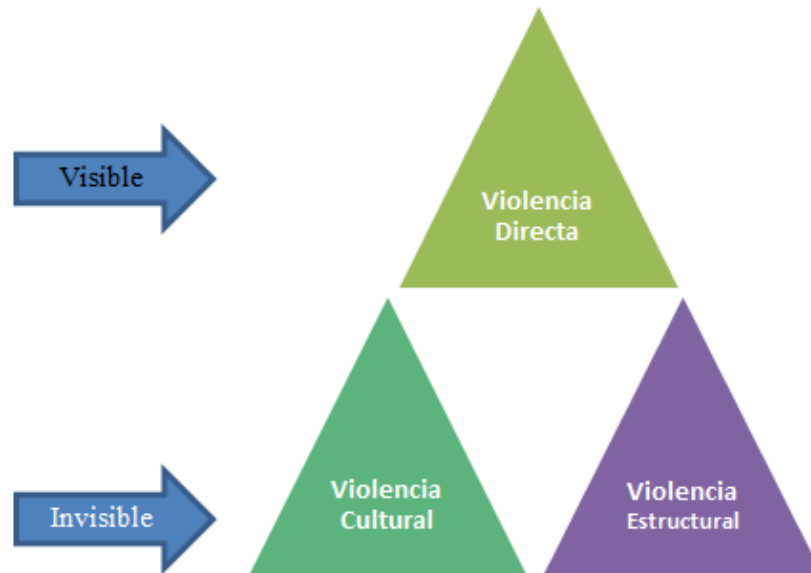 Visible
Violencia
Directa
Invisible
Violencia
Cultural
Violencia
Estructural